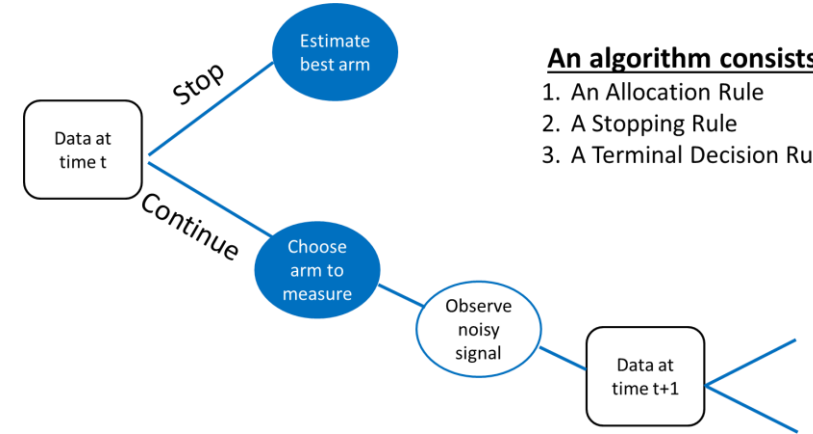 Estimate
best arm
Stop
An algorithm consists
1. An Allocation Rule
2. A Stopping Rule
3. A Terminal Decision
Data at
time t
Continue
Choose
arm to
measure
Observe
noisy
signal
Data at
time t+1